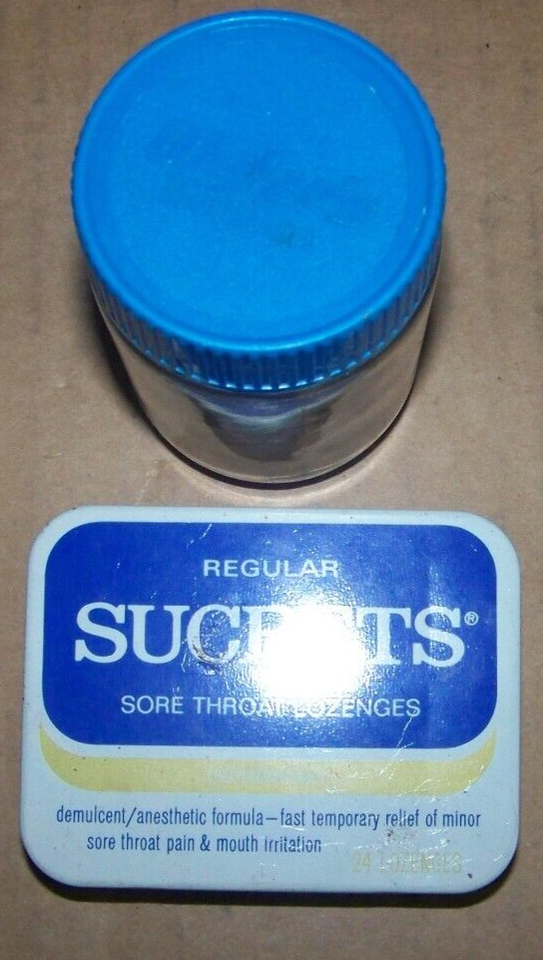 REGULAR
SUCRETS®
SORE THROAT LOZENGES
demulcent/anesthetic formula—fast temporary relief of minor
sore throat pain & mouth irritation
24 LOZENGES